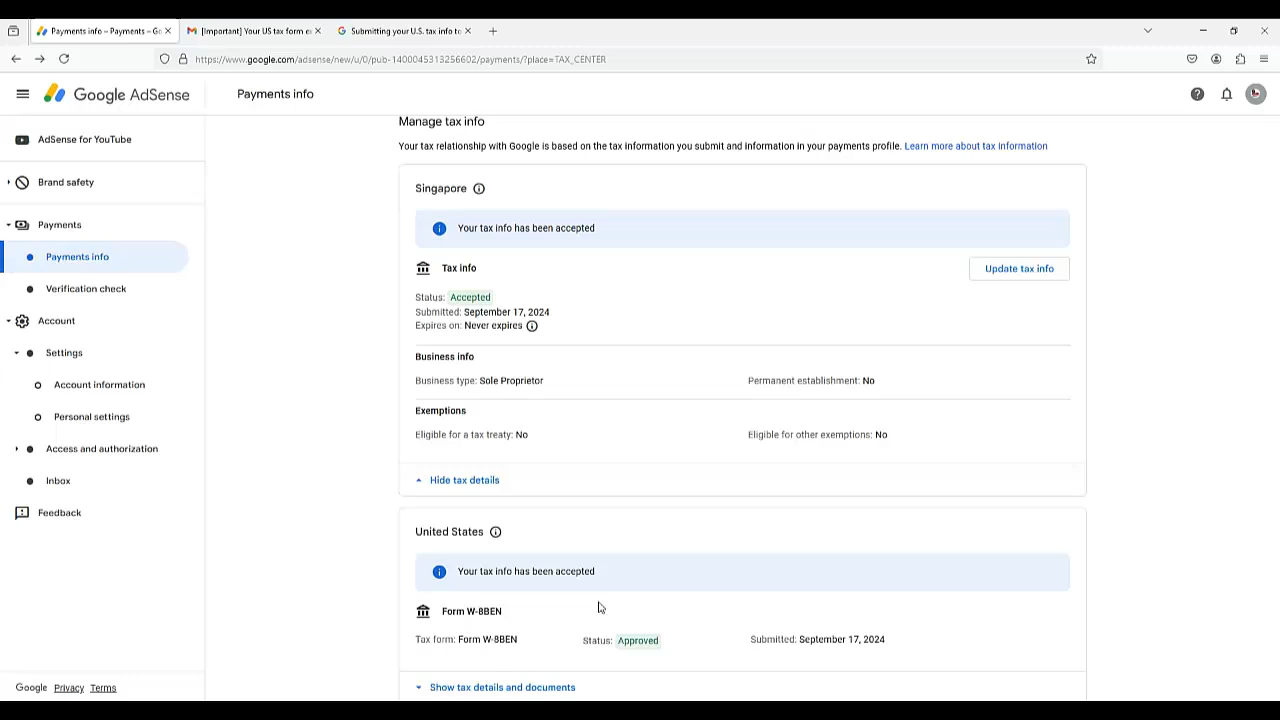 Payments info – Payments – Go
[Important] Your US tax form e
Submitting your U.S. tax info to
https://www.google.com/adsense/new/u/0/pub-1400045313256602/payments/?place=TAX_CENTER
Google AdSense
Payments info
AdSense for YouTube
Brand safety
Payments
Payments info
Verification check
Account
Settings
Account information
Personal settings
Access and authorization
Inbox
Feedback
Google Privacy Terms
Manage tax info
Your tax relationship with Google is based on the tax information you submit and information in your payments profile. Learn more about tax information
Singapore
Your tax info has been accepted
Tax info
Update tax info
Status: Accepted
Submitted: September 17, 2024
Expires on: Never expires
Business info
Business type: Sole Proprietor
Permanent establishment: No
Exemptions
Eligible for a tax treaty: No
Eligible for other exemptions: No
Hide tax details
United States
Your tax info has been accepted
Form W-8BEN
Tax form: Form W-8BEN
Status: Approved
Submitted: September 17, 2024
Show tax details and documents